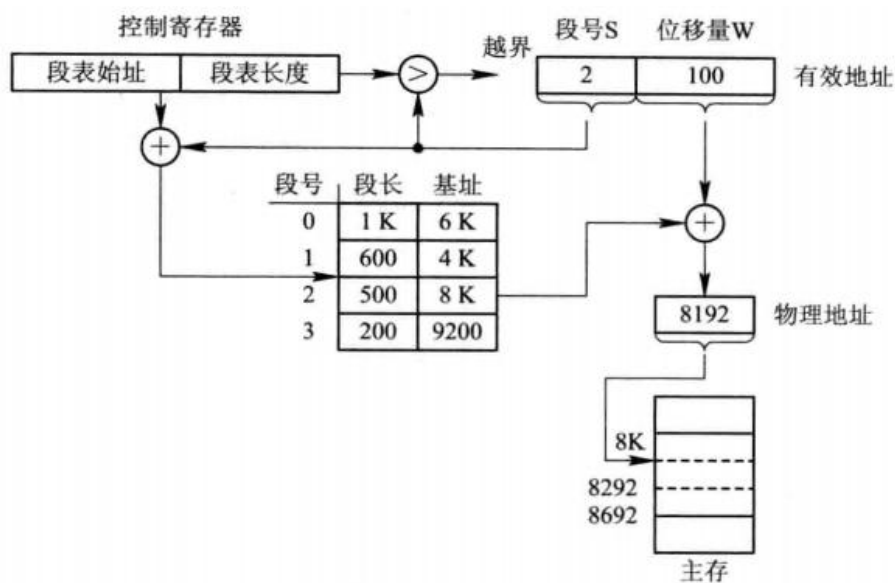 控制寄存器
段表始址 段表长度
>
越界
段号S 位移量W
2 100
有效地址
+
段号 段长 基址
0 1 K 6 K
1 600 4 K
2 500 8 K
3 200 9200
+
8192
物理地址
8K
8292
8692
主存